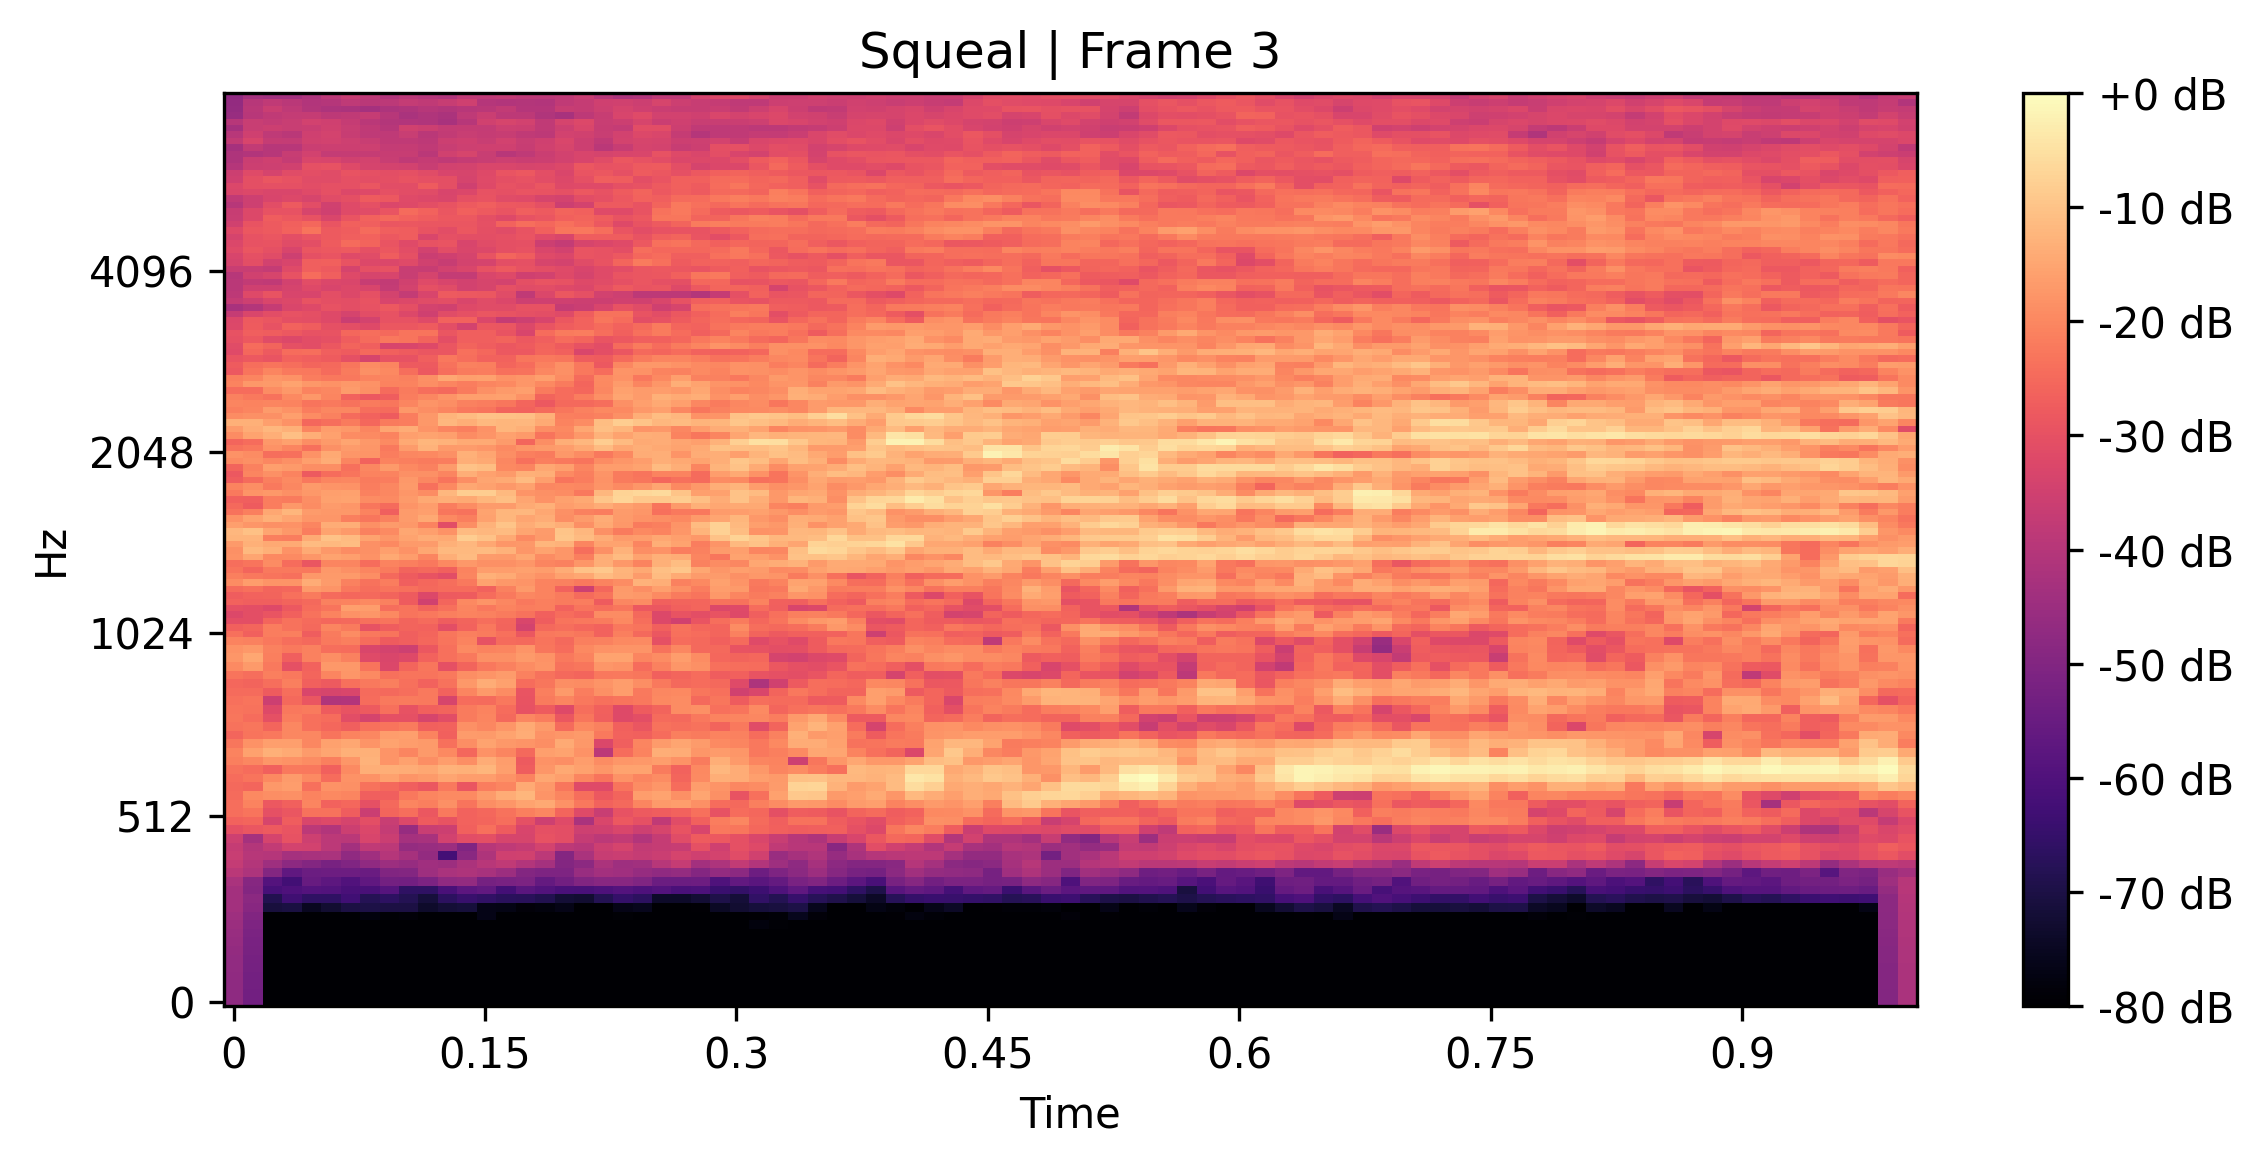 Squeal | Frame 3
+0 dB
-10 dB
-20 dB
-30 dB
-40 dB
-50 dB
-60 dB
-70 dB
-80 dB
Hz
4096
2048
1024
512
0
0 0.15 0.3 0.45 0.6 0.75 0.9
Time